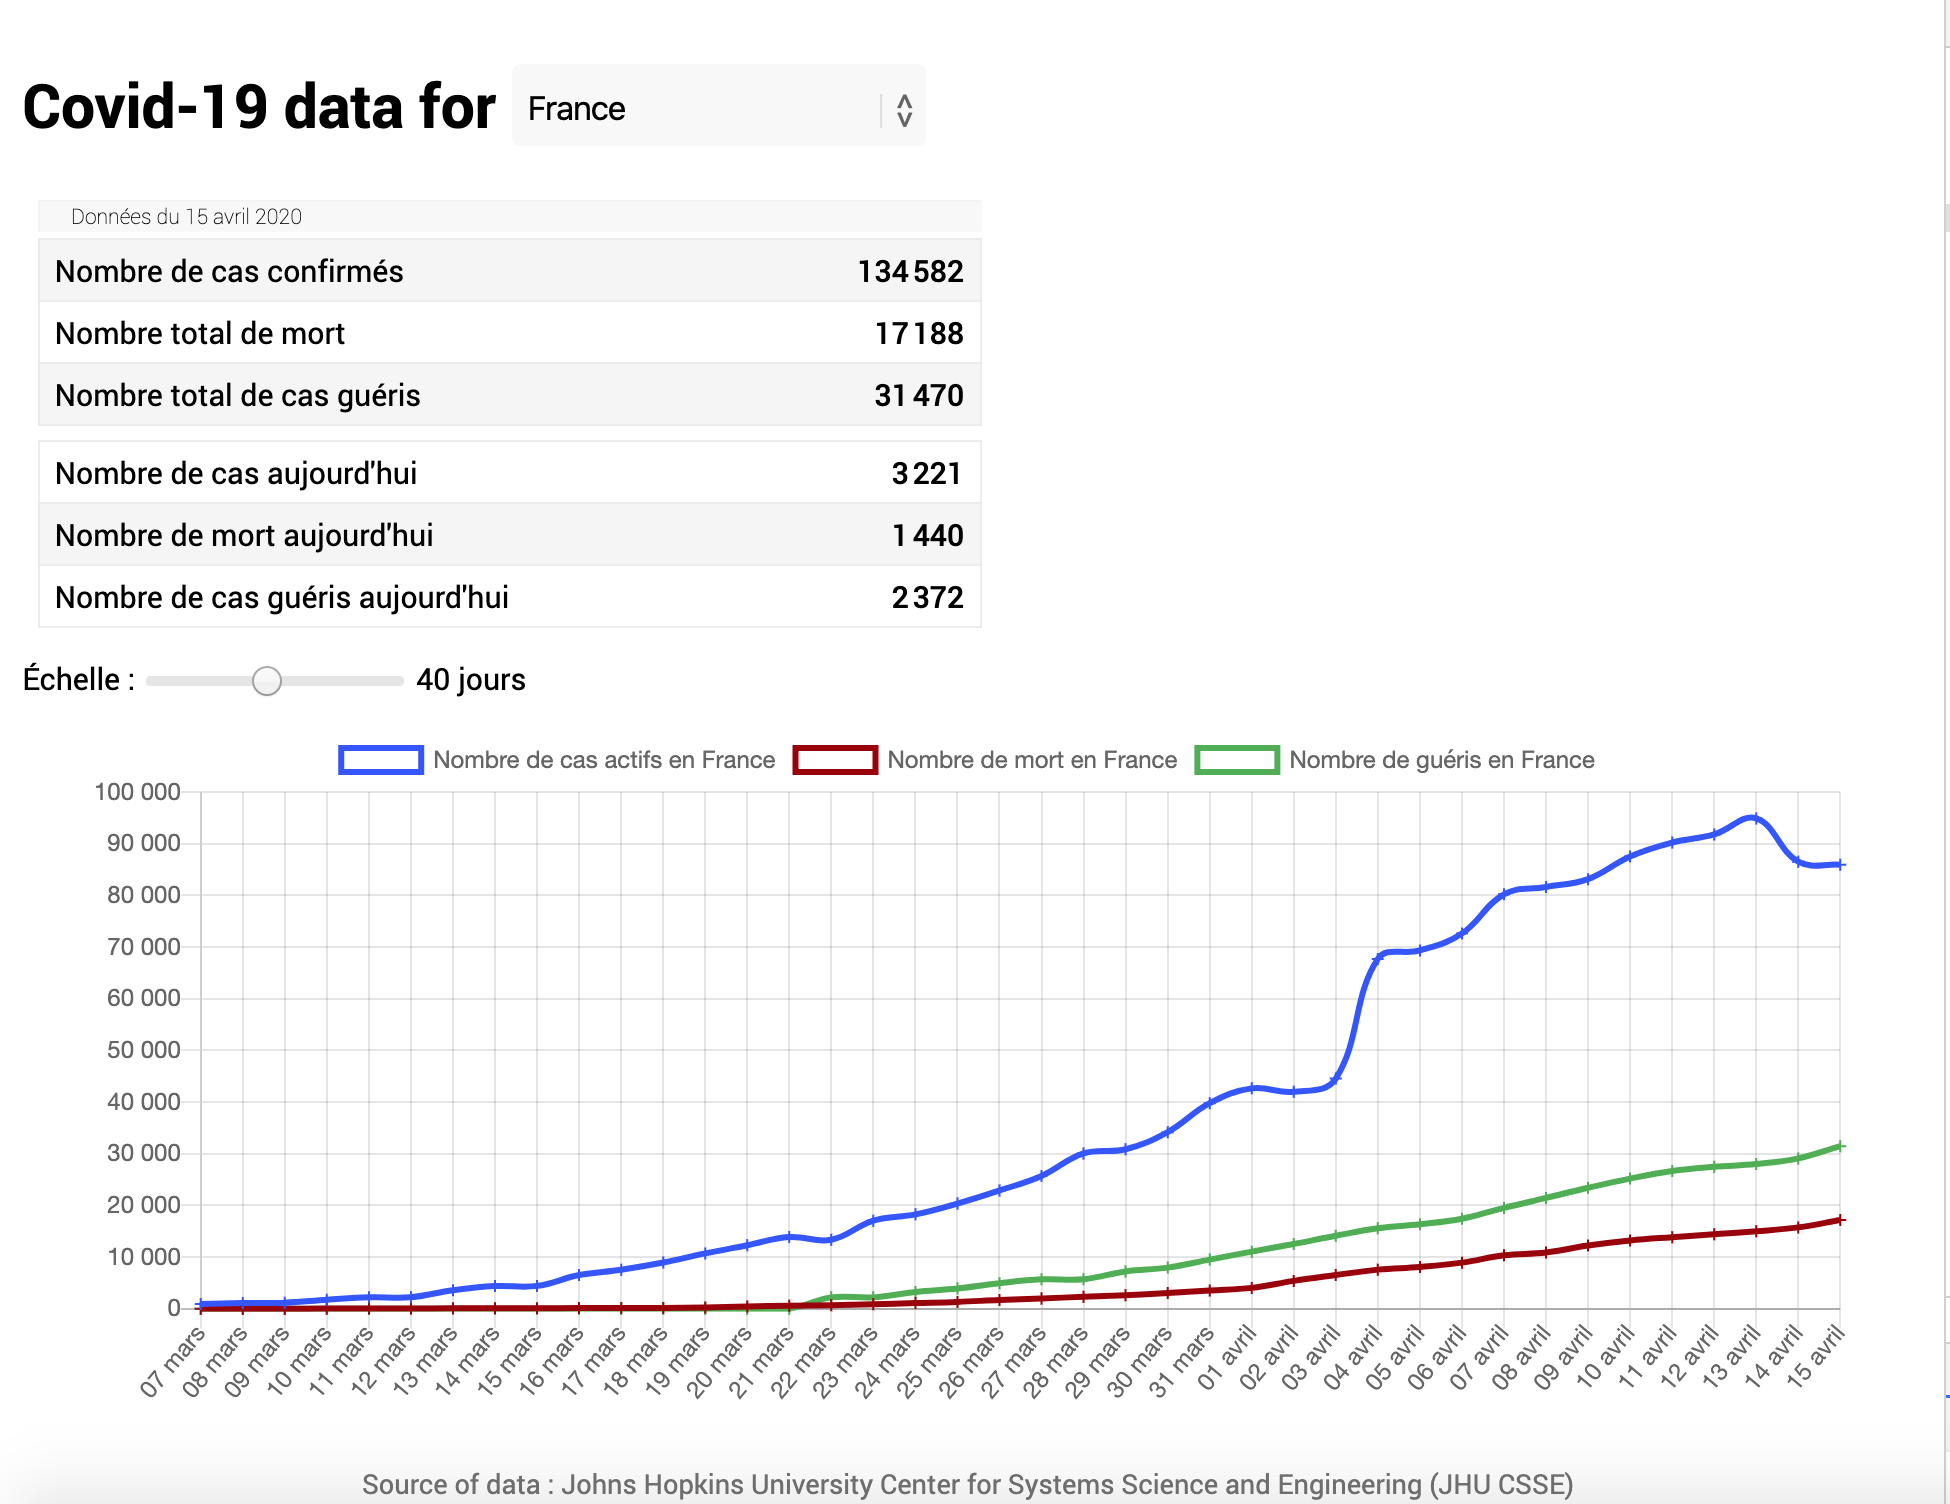 Covid-19 data for France
Données du 15 avril 2020
Nombre de cas confirmés 134 582
Nombre total de mort 17 188
Nombre total de cas guéris 31 470
Nombre de cas aujourd'hui 3 221
Nombre de mort aujourd'hui 1 440
Nombre de cas guéris aujourd'hui 2 372
Échelle : 40 jours
Nombre de cas actifs en France Nombre de mort en France Nombre de guéris en France
100 000
90 000
80 000
70 000
60 000
50 000
40 000
30 000
20 000
10 000
0
07 mars 08 mars 09 mars 10 mars 11 mars 12 mars 13 mars 14 mars 15 mars 16 mars 17 mars 18 mars 19 mars 20 mars 21 mars 22 mars 23 mars 24 mars 25 mars 26 mars 27 mars 28 mars 29 mars 30 mars 31 mars 01 avril 02 avril 03 avril 04 avril 05 avril 06 avril 07 avril 08 avril 09 avril 10 avril 11 avril 12 avril 13 avril 14 avril 15 avril
Source of data : Johns Hopkins University Center for Systems Science and Engineering (JHU CSSE)